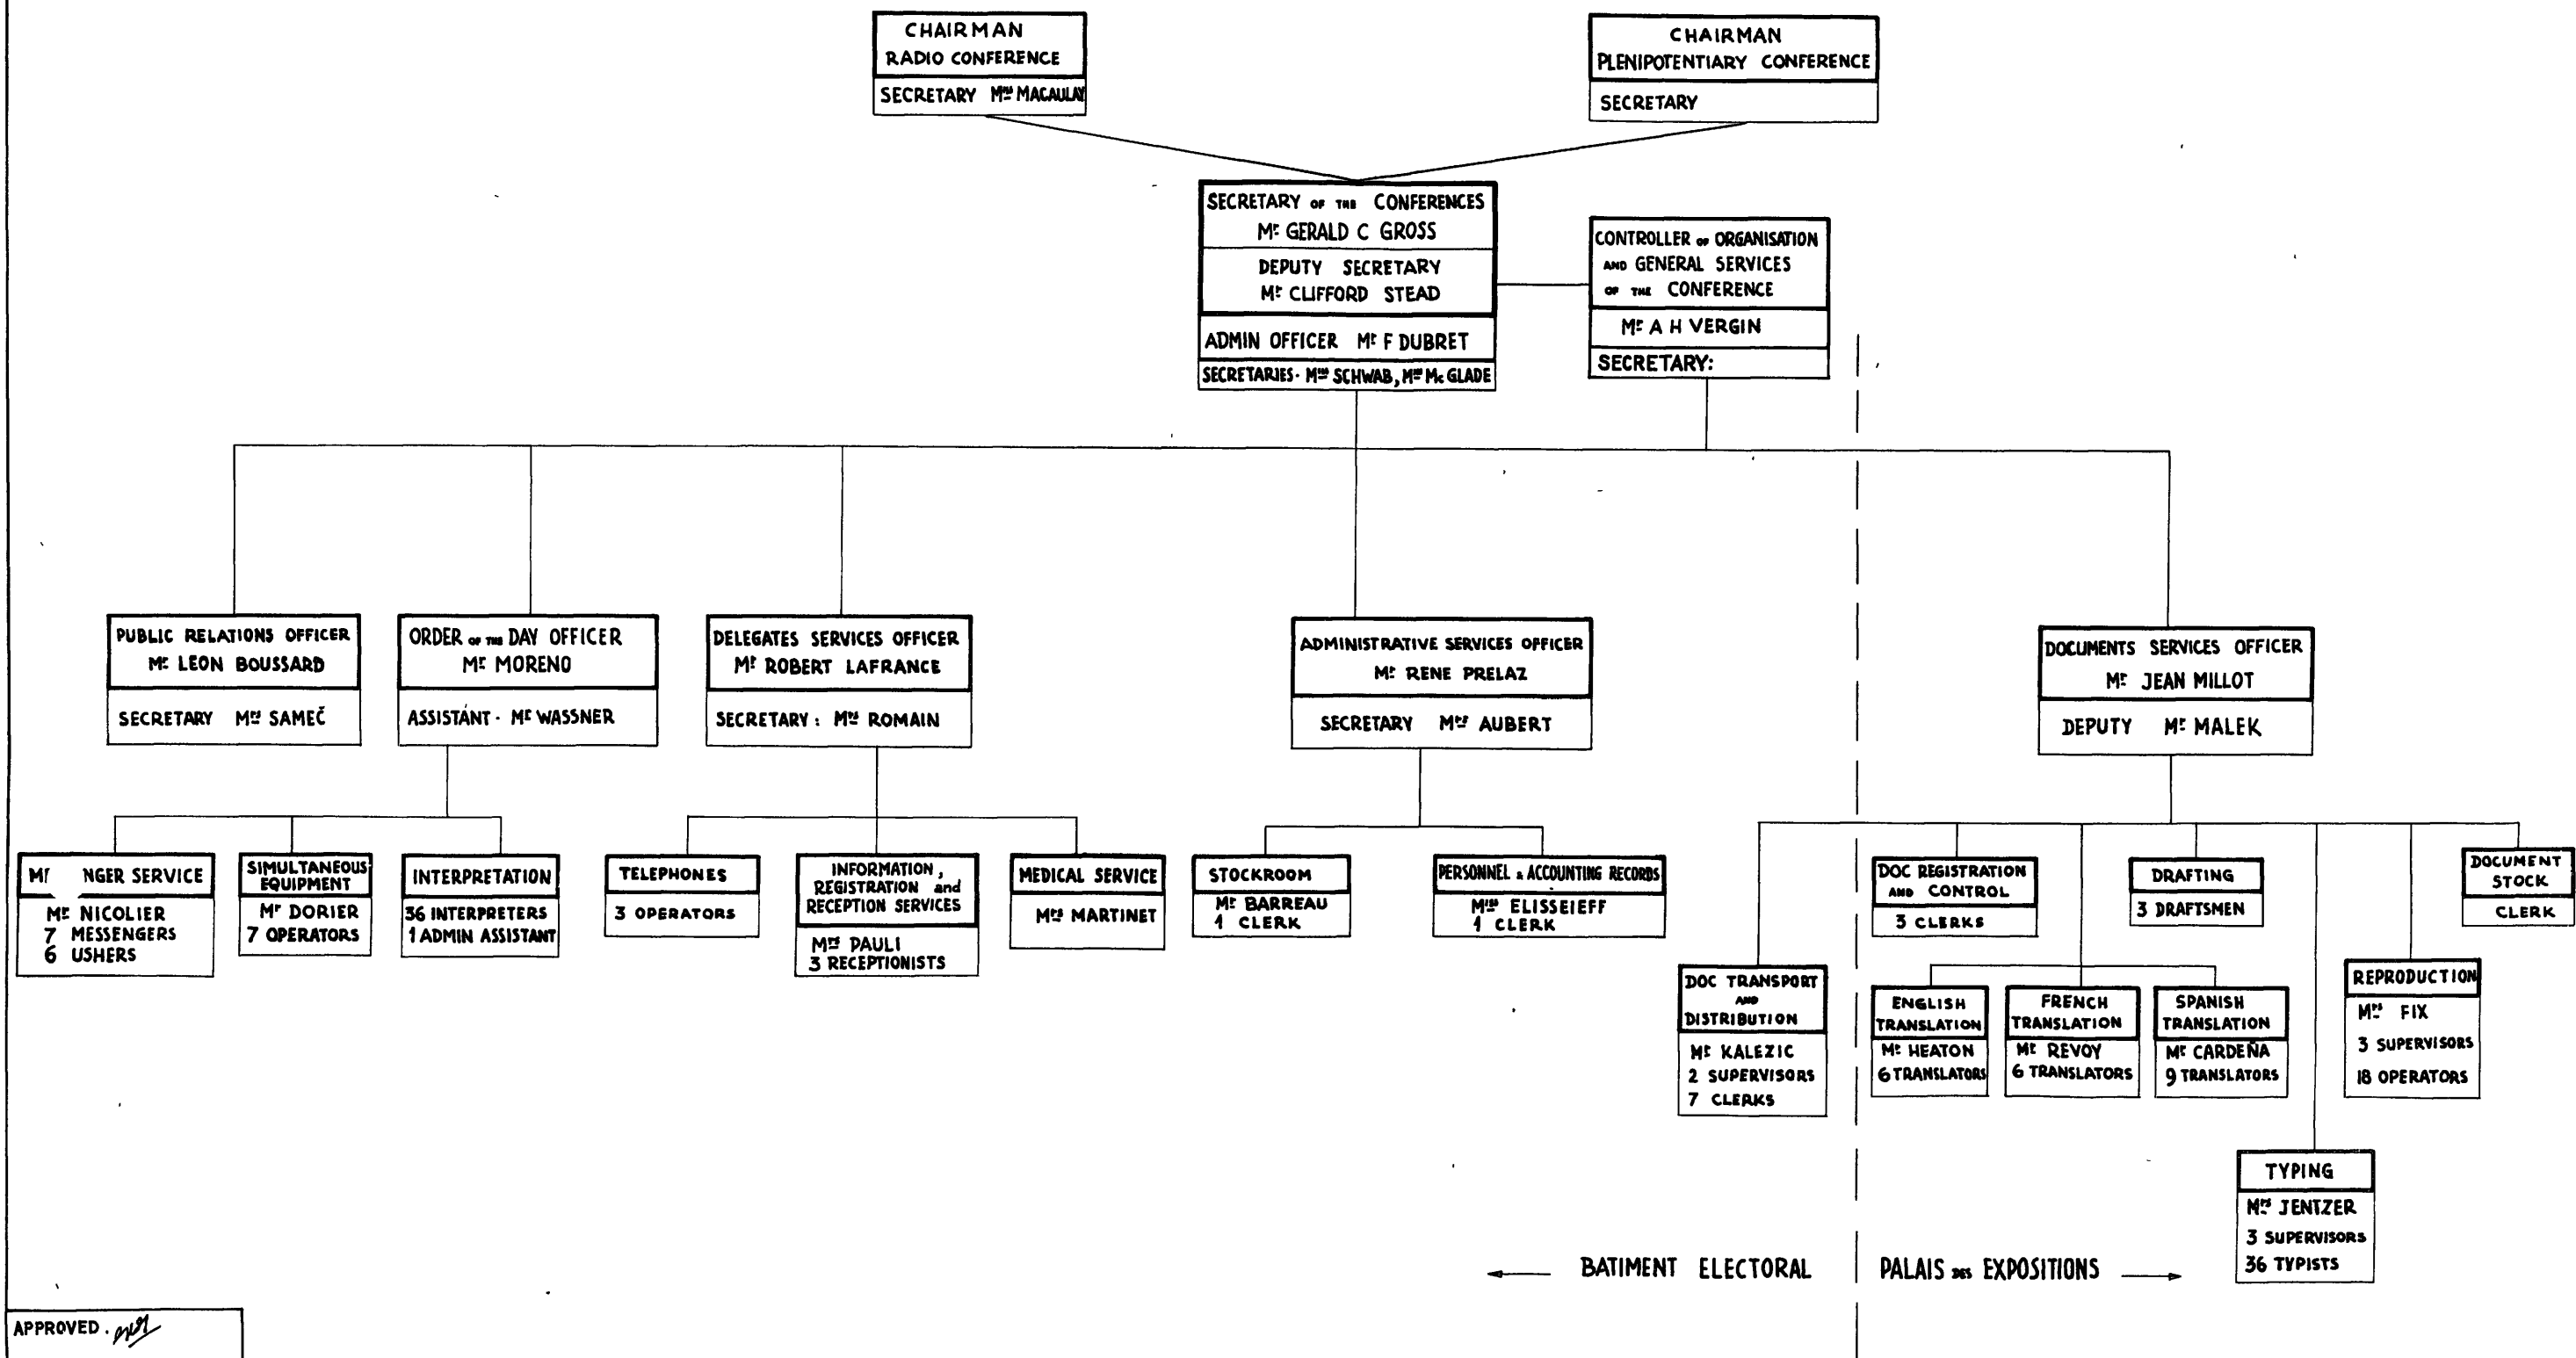 CHAIRMAN
RADIO CONFERENCE
SECRETARY Mrs MACAULAY
CHAIRMAN
PLENIPOTENTIARY CONFERENCE
SECRETARY
SECRETARY OF THE CONFERENCES
Mr GERALD C GROSS
DEPUTY SECRETARY
Mr CLIFFORD STEAD
ADMIN OFFICER Mr F DUBRET
SECRETARIES · SCHWAB, Mc GLADE
CONTROLLER OF ORGANISATION
AND GENERAL SERVICES
OF THE CONFERENCE
Mr A H VERGIN
SECRETARY:
PUBLIC RELATIONS OFFICER
Mr LEON BOUSSARD
SECRETARY Mrs SAMEČ
ORDER OF THE DAY OFFICER
Mr MORENO
ASSISTANT · Mr WASSNER
DELEGATES SERVICES OFFICER
Mr ROBERT LAFRANCE
SECRETARY : Mrs ROMAIN
ADMINISTRATIVE SERVICES OFFICER
Mr RENE PRELAZ
SECRETARY Mrs AUBERT
DOCUMENTS SERVICES OFFICER
Mr JEAN MILLOT
DEPUTY Mr MALEK
NGER SERVICE
Mr NICOLIER
7 MESSENGERS
6 USHERS
SIMULTANEOUS
EQUIPMENT
Mr DORIER
7 OPERATORS
INTERPRETATION
36 INTERPRETERS
1 ADMIN ASSISTANT
TELEPHONES
3 OPERATORS
INFORMATION,
REGISTRATION and
RECEPTION SERVICES
Mrs PAULI
3 RECEPTIONISTS
MEDICAL SERVICE
Mrs MARTINET
STOCKROOM
Mr BARREAU
1 CLERK
PERSONNEL & ACCOUNTING RECORDS
Miss ELISSEIEFF
1 CLERK
DOC TRANSPORT
AND
DISTRIBUTION
Mr KALEZIC
2 SUPERVISORS
7 CLERKS
DOC REGISTRATION
AND CONTROL
3 CLERKS
DRAFTING
3 DRAFTSMEN
DOCUMENT
STOCK
CLERK
ENGLISH
TRANSLATION
Mr HEATON
6 TRANSLATORS
FRENCH
TRANSLATION
Mr REVOY
6 TRANSLATORS
SPANISH
TRANSLATION
Mr CARDEÑA
9 TRANSLATORS
REPRODUCTION
Mrs FIX
3 SUPERVISORS
18 OPERATORS
TYPING
Mrs JENTZER
3 SUPERVISORS
36 TYPISTS
BATIMENT ELECTORAL
PALAIS DES EXPOSITIONS
APPROVED.